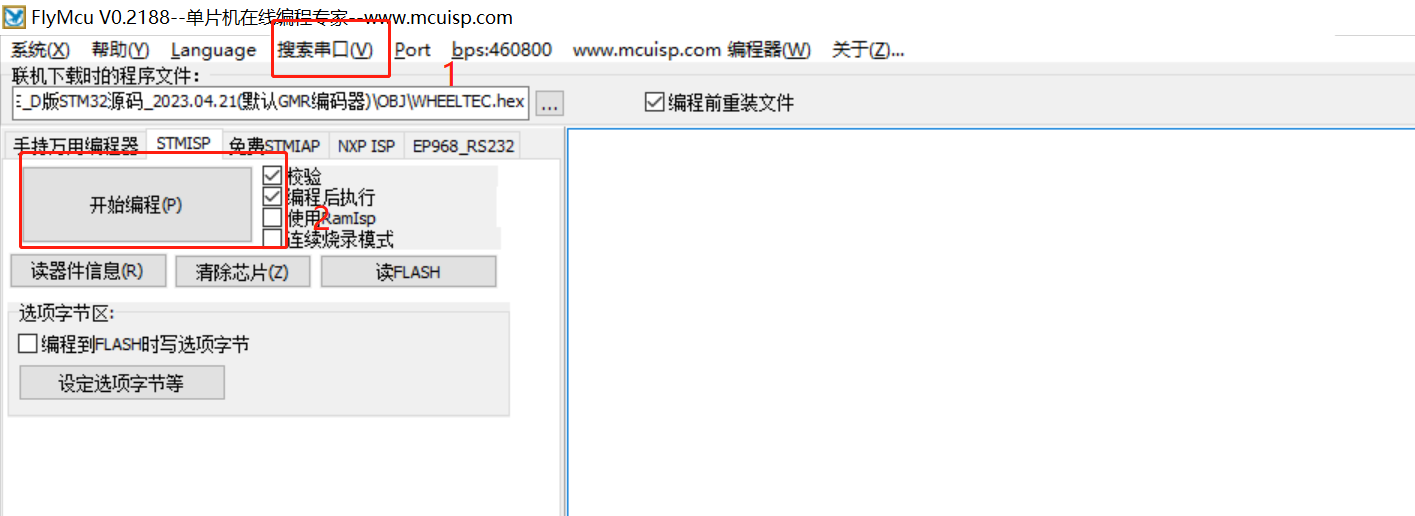 FlyMcu V0.2188--单片机在线编程专家--www.mcuisp.com
系统(X) 帮助(Y) Language 搜索串口(V) Port bps:460800 www.mcuisp.com 编程器(W) 关于(Z)...
1
联机下载时的程序文件：
E_D版STM32源码_2023.04.21(默认GMR编码器)\OBJ\WHEELTEC.hex ... 编程前重装文件
手持万用编程器 STMISP 免费STMIAP NXP ISP EP968_RS232
开始编程(P)
校验
编程后执行
使用RamIsp
2
连续烧录模式
读器件信息(R) 清除芯片(Z) 读FLASH
选项字节区:
编程到FLASH时写选项字节
设定选项字节等